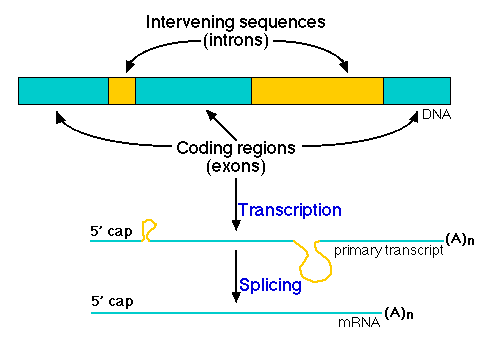 Intervening sequences
(introns)
DNA
Coding regions
(exons)
Transcription
5' cap
(A)n
primary transcript
Splicing
5' cap
(A)n
mRNA